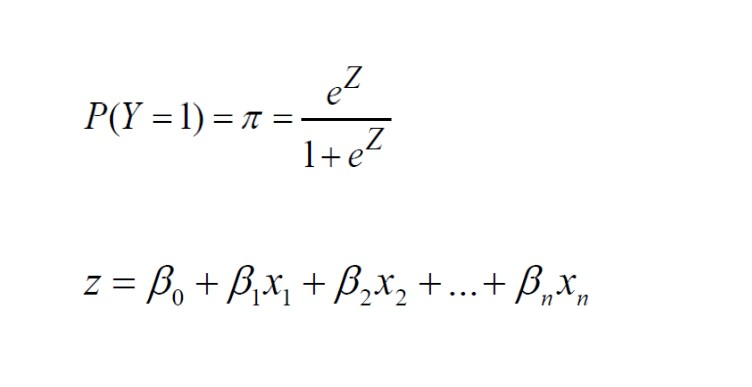 P(Y = 1) = π = e^Z / 1 + e^Z
z = β₀ + β₁x₁ + β₂x₂ + ... + βₙxₙ